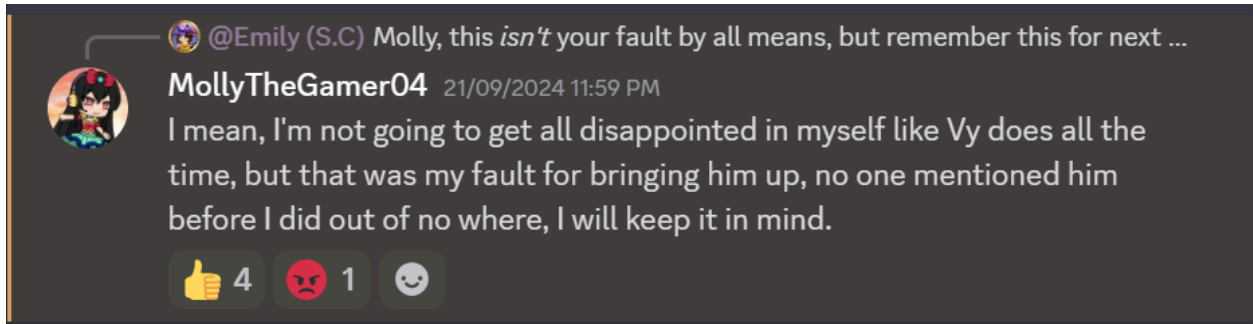 @Emily (S.C) Molly, this isn't your fault by all means, but remember this for next ...
MollyTheGamer04 21/09/2024 11:59 PM
I mean, I'm not going to get all disappointed in myself like Vy does all the
time, but that was my fault for bringing him up, no one mentioned him
before I did out of no where, I will keep it in mind.
4 1